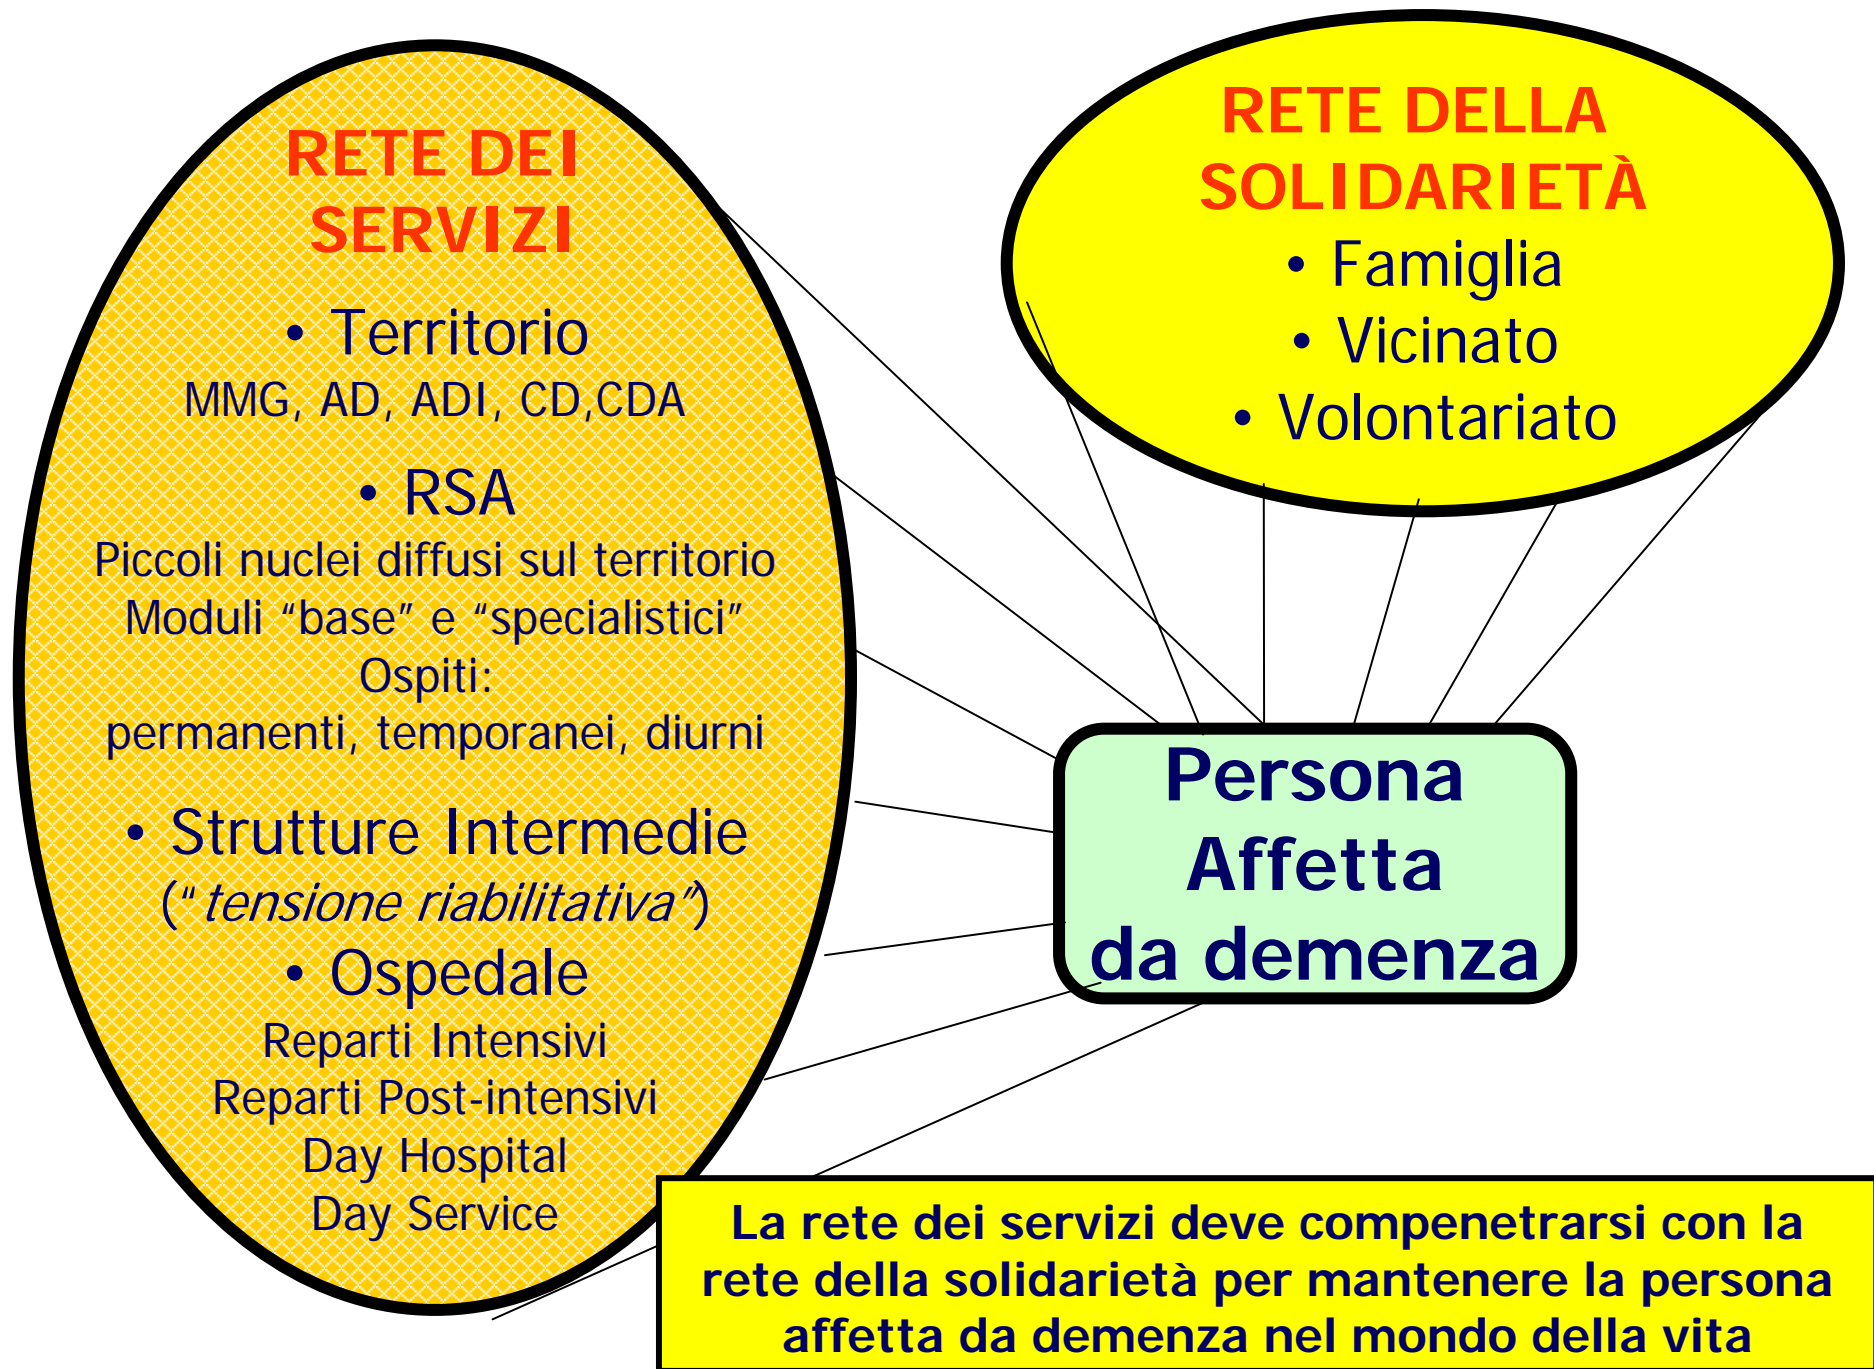 RETE DEI
SERVIZI
• Territorio
MMG, AD, ADI, CD,CDA
• RSA
Piccoli nuclei diffusi sul territorio
Moduli “base” e “specialistici”
Ospiti:
permanenti, temporanei, diurni
• Strutture Intermedie
(“tensione riabilitativa”)
• Ospedale
Reparti Intensivi
Reparti Post-intensivi
Day Hospital
Day Service
RETE DELLA
SOLIDARIETÀ
• Famiglia
• Vicinato
• Volontariato
Persona
Affetta
da demenza
La rete dei servizi deve compenetrarsi con la
rete della solidarietà per mantenere la persona
affetta da demenza nel mondo della vita